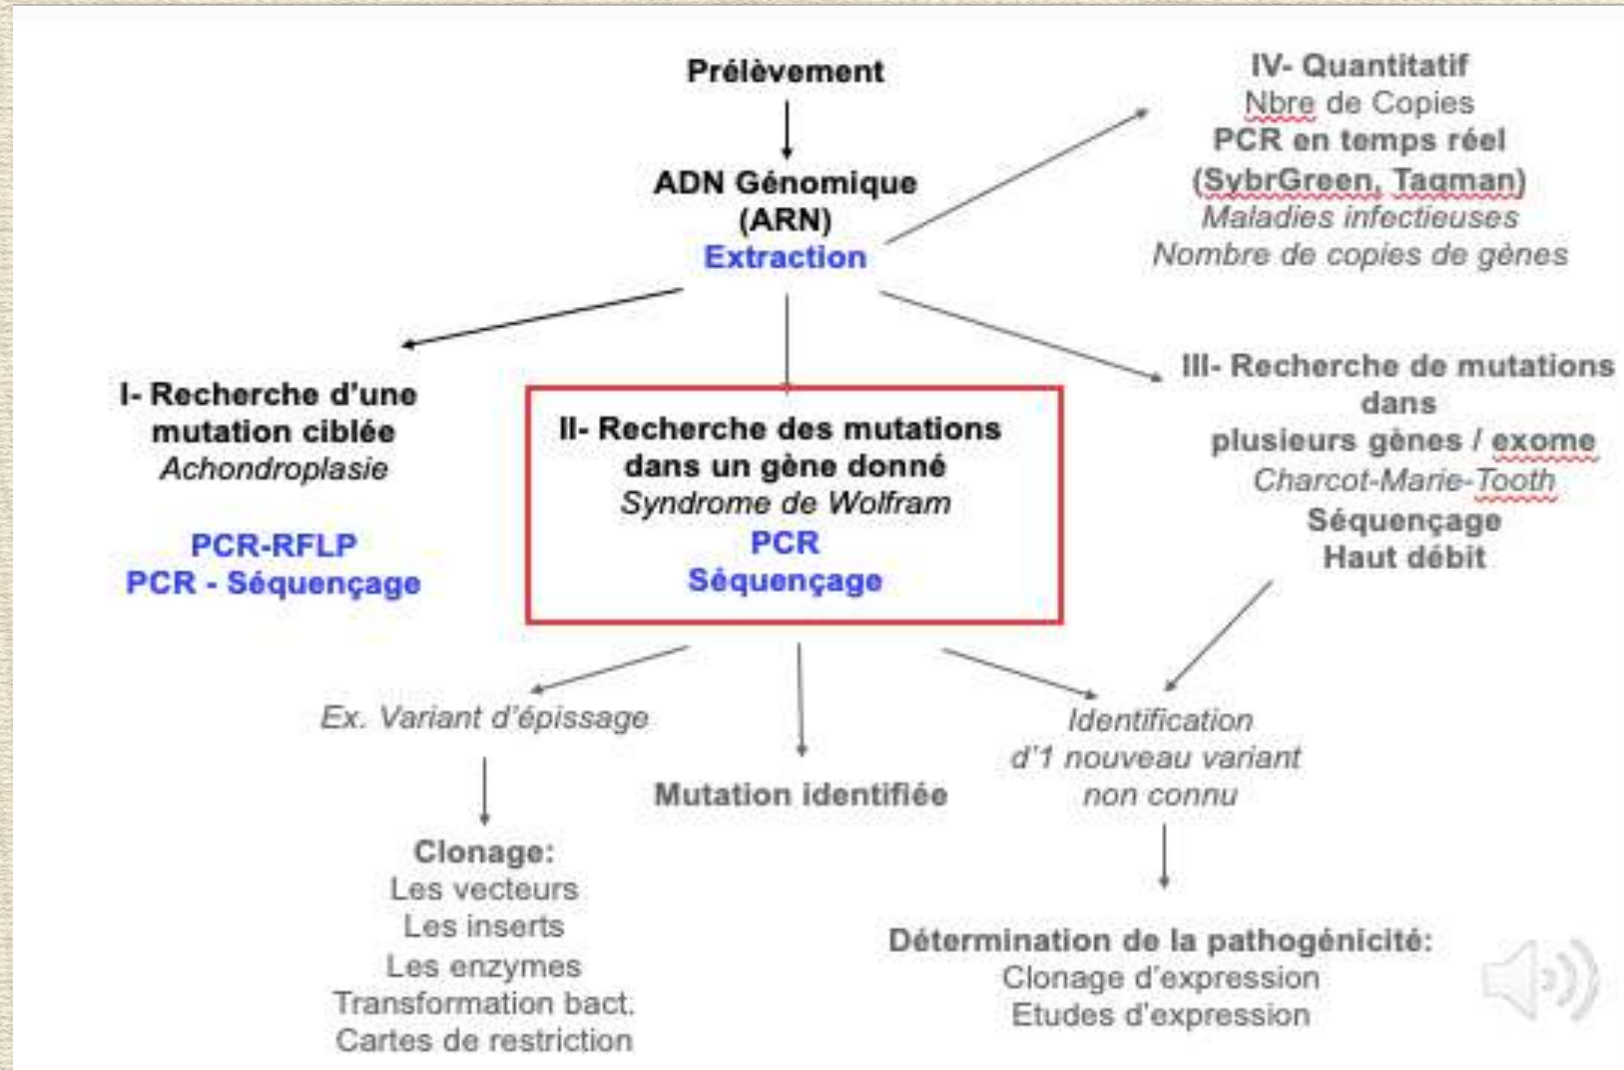 Prélèvement
ADN Génomique
(ARN)
Extraction
IV- Quantitatif
Nbre de Copies
PCR en temps réel
(SybrGreen, Taqman)
Maladies infectieuses
Nombre de copies de gènes
I- Recherche d'une
mutation ciblée
Achondroplasie
PCR-RFLP
PCR - Séquençage
II- Recherche des mutations
dans un gène donné
Syndrome de Wolfram
PCR
Séquençage
III- Recherche de mutations
dans
plusieurs gènes / exome
Charcot-Marie-Tooth
Séquençage
Haut débit
Ex. Variant d'épissage
Clonage:
Les vecteurs
Les inserts
Les enzymes
Transformation bact.
Cartes de restriction
Mutation identifiée
Identification
d'1 nouveau variant
non connu
Détermination de la pathogénicité:
Clonage d'expression
Etudes d'expression